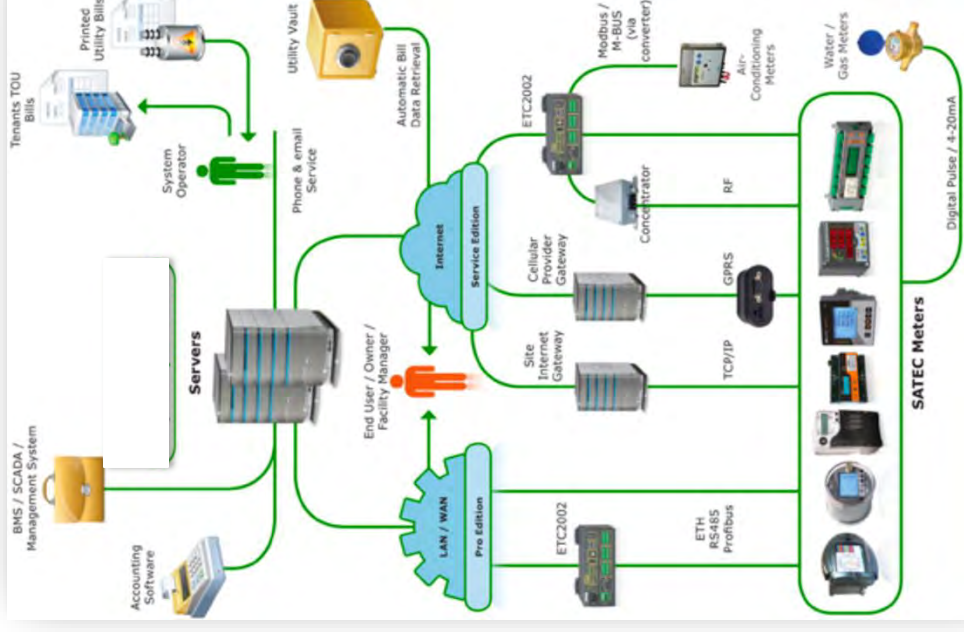 BMS / SCADA /
Management System
Tenants TOU
Bills
Printed
Utility Bills
Accounting
Software
System
Operator
Servers
Phone & email
Service
Utility Vault
End User / Owner /
Facility Manager
Automatic Bill
Data Retrieval
LAN / WAN
Internet
Pro Edition
Service Edition
ETC2002
Site
Internet
Gateway
Cellular
Provider
Gateway
ETC2002
Modbus /
M-BUS
(via
converter)
Concentrator
ETH
RS485
Profibus
TCP/IP
GPRS
RF
Air-
Conditioning
Meters
Water /
Gas Meters
SATEC Meters
Digital Pulse / 4-20mA